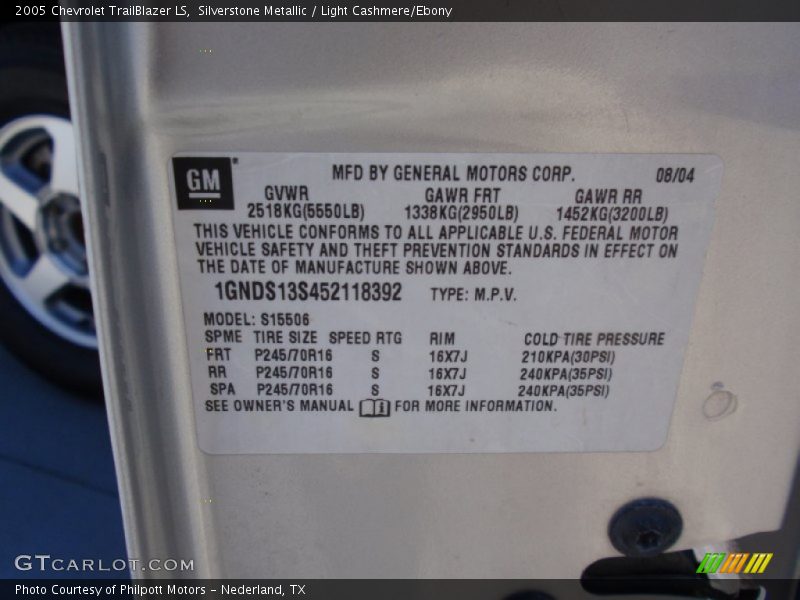 2005 Chevrolet TrailBlazer LS,  Silverstone Metallic / Light Cashmere/Ebony
GM MFD BY GENERAL MOTORS CORP. 08/04
GVWR GAWR FRT GAWR RR
2518KG(5550LB) 1338KG(2950LB) 1452KG(3200LB)
THIS VEHICLE CONFORMS TO ALL APPLICABLE U.S. FEDERAL MOTOR
VEHICLE SAFETY AND THEFT PREVENTION STANDARDS IN EFFECT ON
THE DATE OF MANUFACTURE SHOWN ABOVE.
1GNDS13S452118392 TYPE: M.P.V.
MODEL: S15506
SPME TIRE SIZE SPEED RTG RIM COLD TIRE PRESSURE
FRT P245/70R16 S 16X7J 210KPA(30PSI)
RR P245/70R16 S 16X7J 240KPA(35PSI)
SPA P245/70R16 S 16X7J 240KPA(35PSI)
SEE OWNER'S MANUAL FOR MORE INFORMATION.
GTCARLOT.COM
Photo Courtesy of Philpott Motors - Nederland, TX